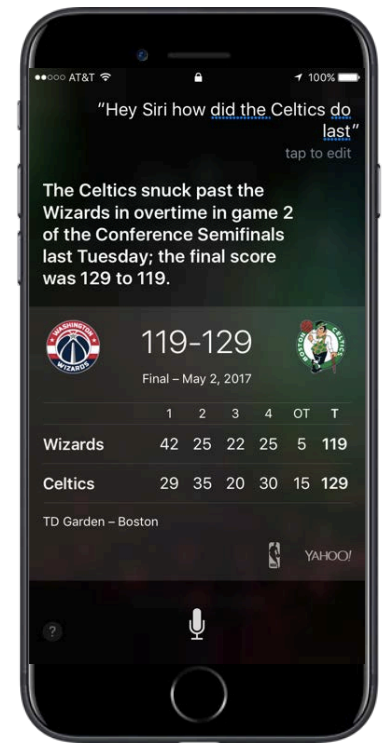 AT&T 100%
“Hey Siri how did the Celtics do
last”
tap to edit
The Celtics snuck past the
Wizards in overtime in game 2
of the Conference Semifinals
last Tuesday; the final score
was 129 to 119.
WASHINGTON
WIZARDS
119-129
BOSTON
CELTICS
Final – May 2, 2017
1 2 3 4 OT T
Wizards 42 25 22 25 5 119
Celtics 29 35 20 30 15 129
TD Garden – Boston
YAHOO!
?